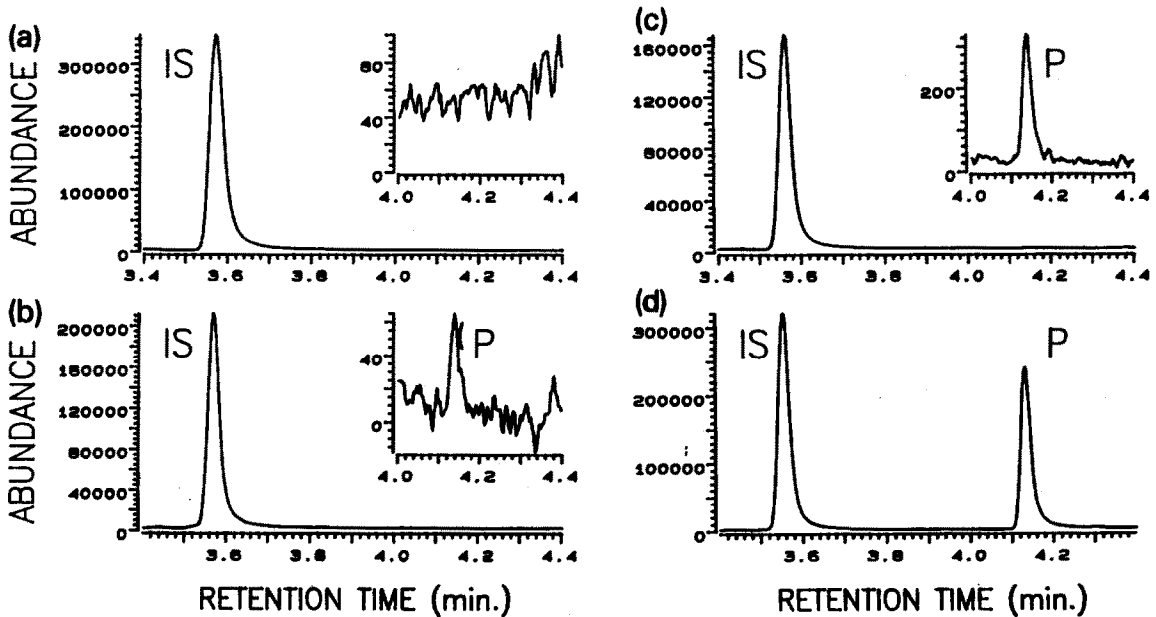 (a)
ABUNDANCE
300000
200000
100000
0
IS
80
40
0
4.0 4.2 4.4
3.4 3.6 3.8 4.0 4.2 4.4
(c)
160000
120000
80000
40000
0
IS
P
200
0
4.0 4.2 4.4
3.4 3.6 3.8 4.0 4.2 4.4
(b)
ABUNDANCE
200000
160000
120000
80000
40000
0
IS
P
40
0
4.0 4.2 4.4
3.6 3.8 4.0 4.2 4.4
RETENTION TIME (min.)
(d)
300000
200000
100000
0
IS
P
3.6 3.8 4.0 4.2
RETENTION TIME (min.)